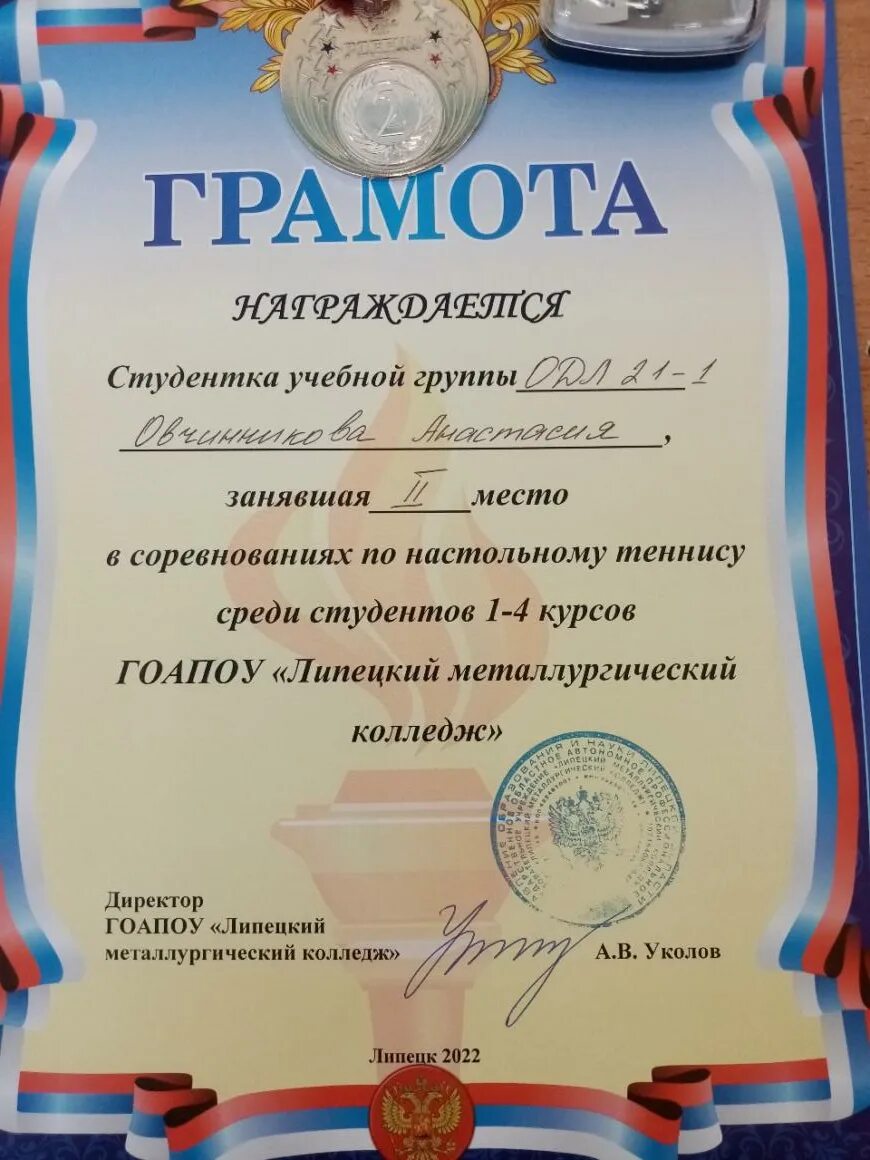 2
ГРАМОТА
НАГРАЖДАЕТСЯ
Студентка учебной группы ОДЛ 21-1
Овчинникова Анастасия,
занявшая II место
в соревнованиях по настольному теннису
среди студентов 1-4 курсов
ГОАПОУ «Липецкий металлургический
колледж»
Директор
ГОАПОУ «Липецкий
металлургический колледж»
А.В. Уколов
Липецк 2022